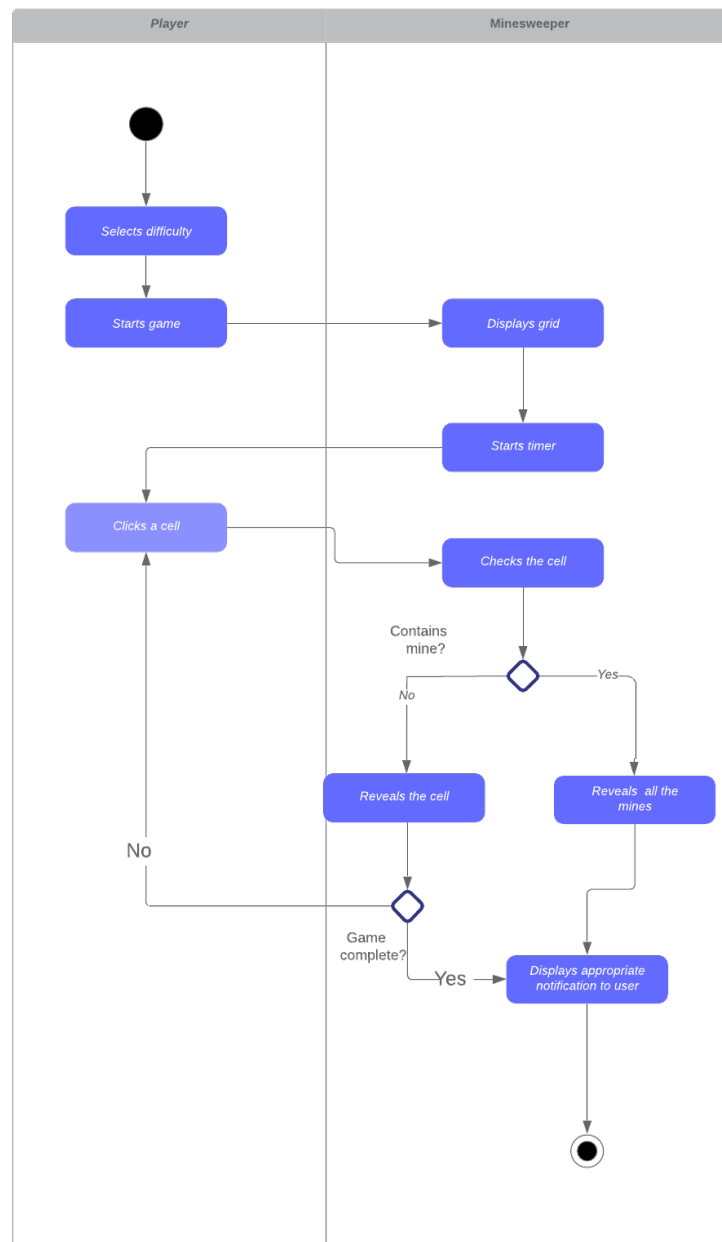 Player
Minesweeper
Selects difficulty
Starts game
Displays grid
Starts timer
Clicks a cell
Checks the cell
Contains
mine?
Yes
No
Reveals the cell
Reveals all the
mines
No
Game
complete?
Yes
Displays appropriate
notification to user